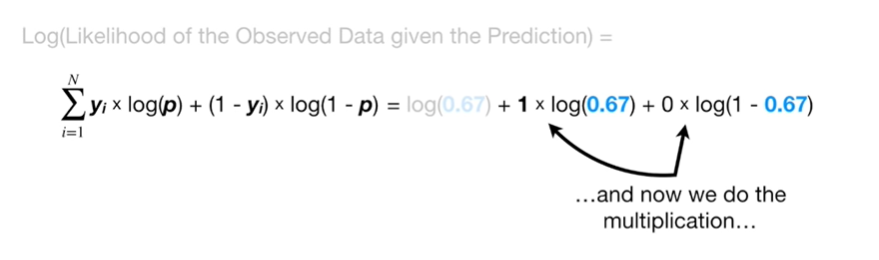 Log(Likelihood of the Observed Data given the Prediction) =
N
∑ yᵢ × log(p) + (1 - yᵢ) × log(1 - p) = log(0.67) + 1 × log(0.67) + 0 × log(1 - 0.67)
i=1
...and now we do the
multiplication...